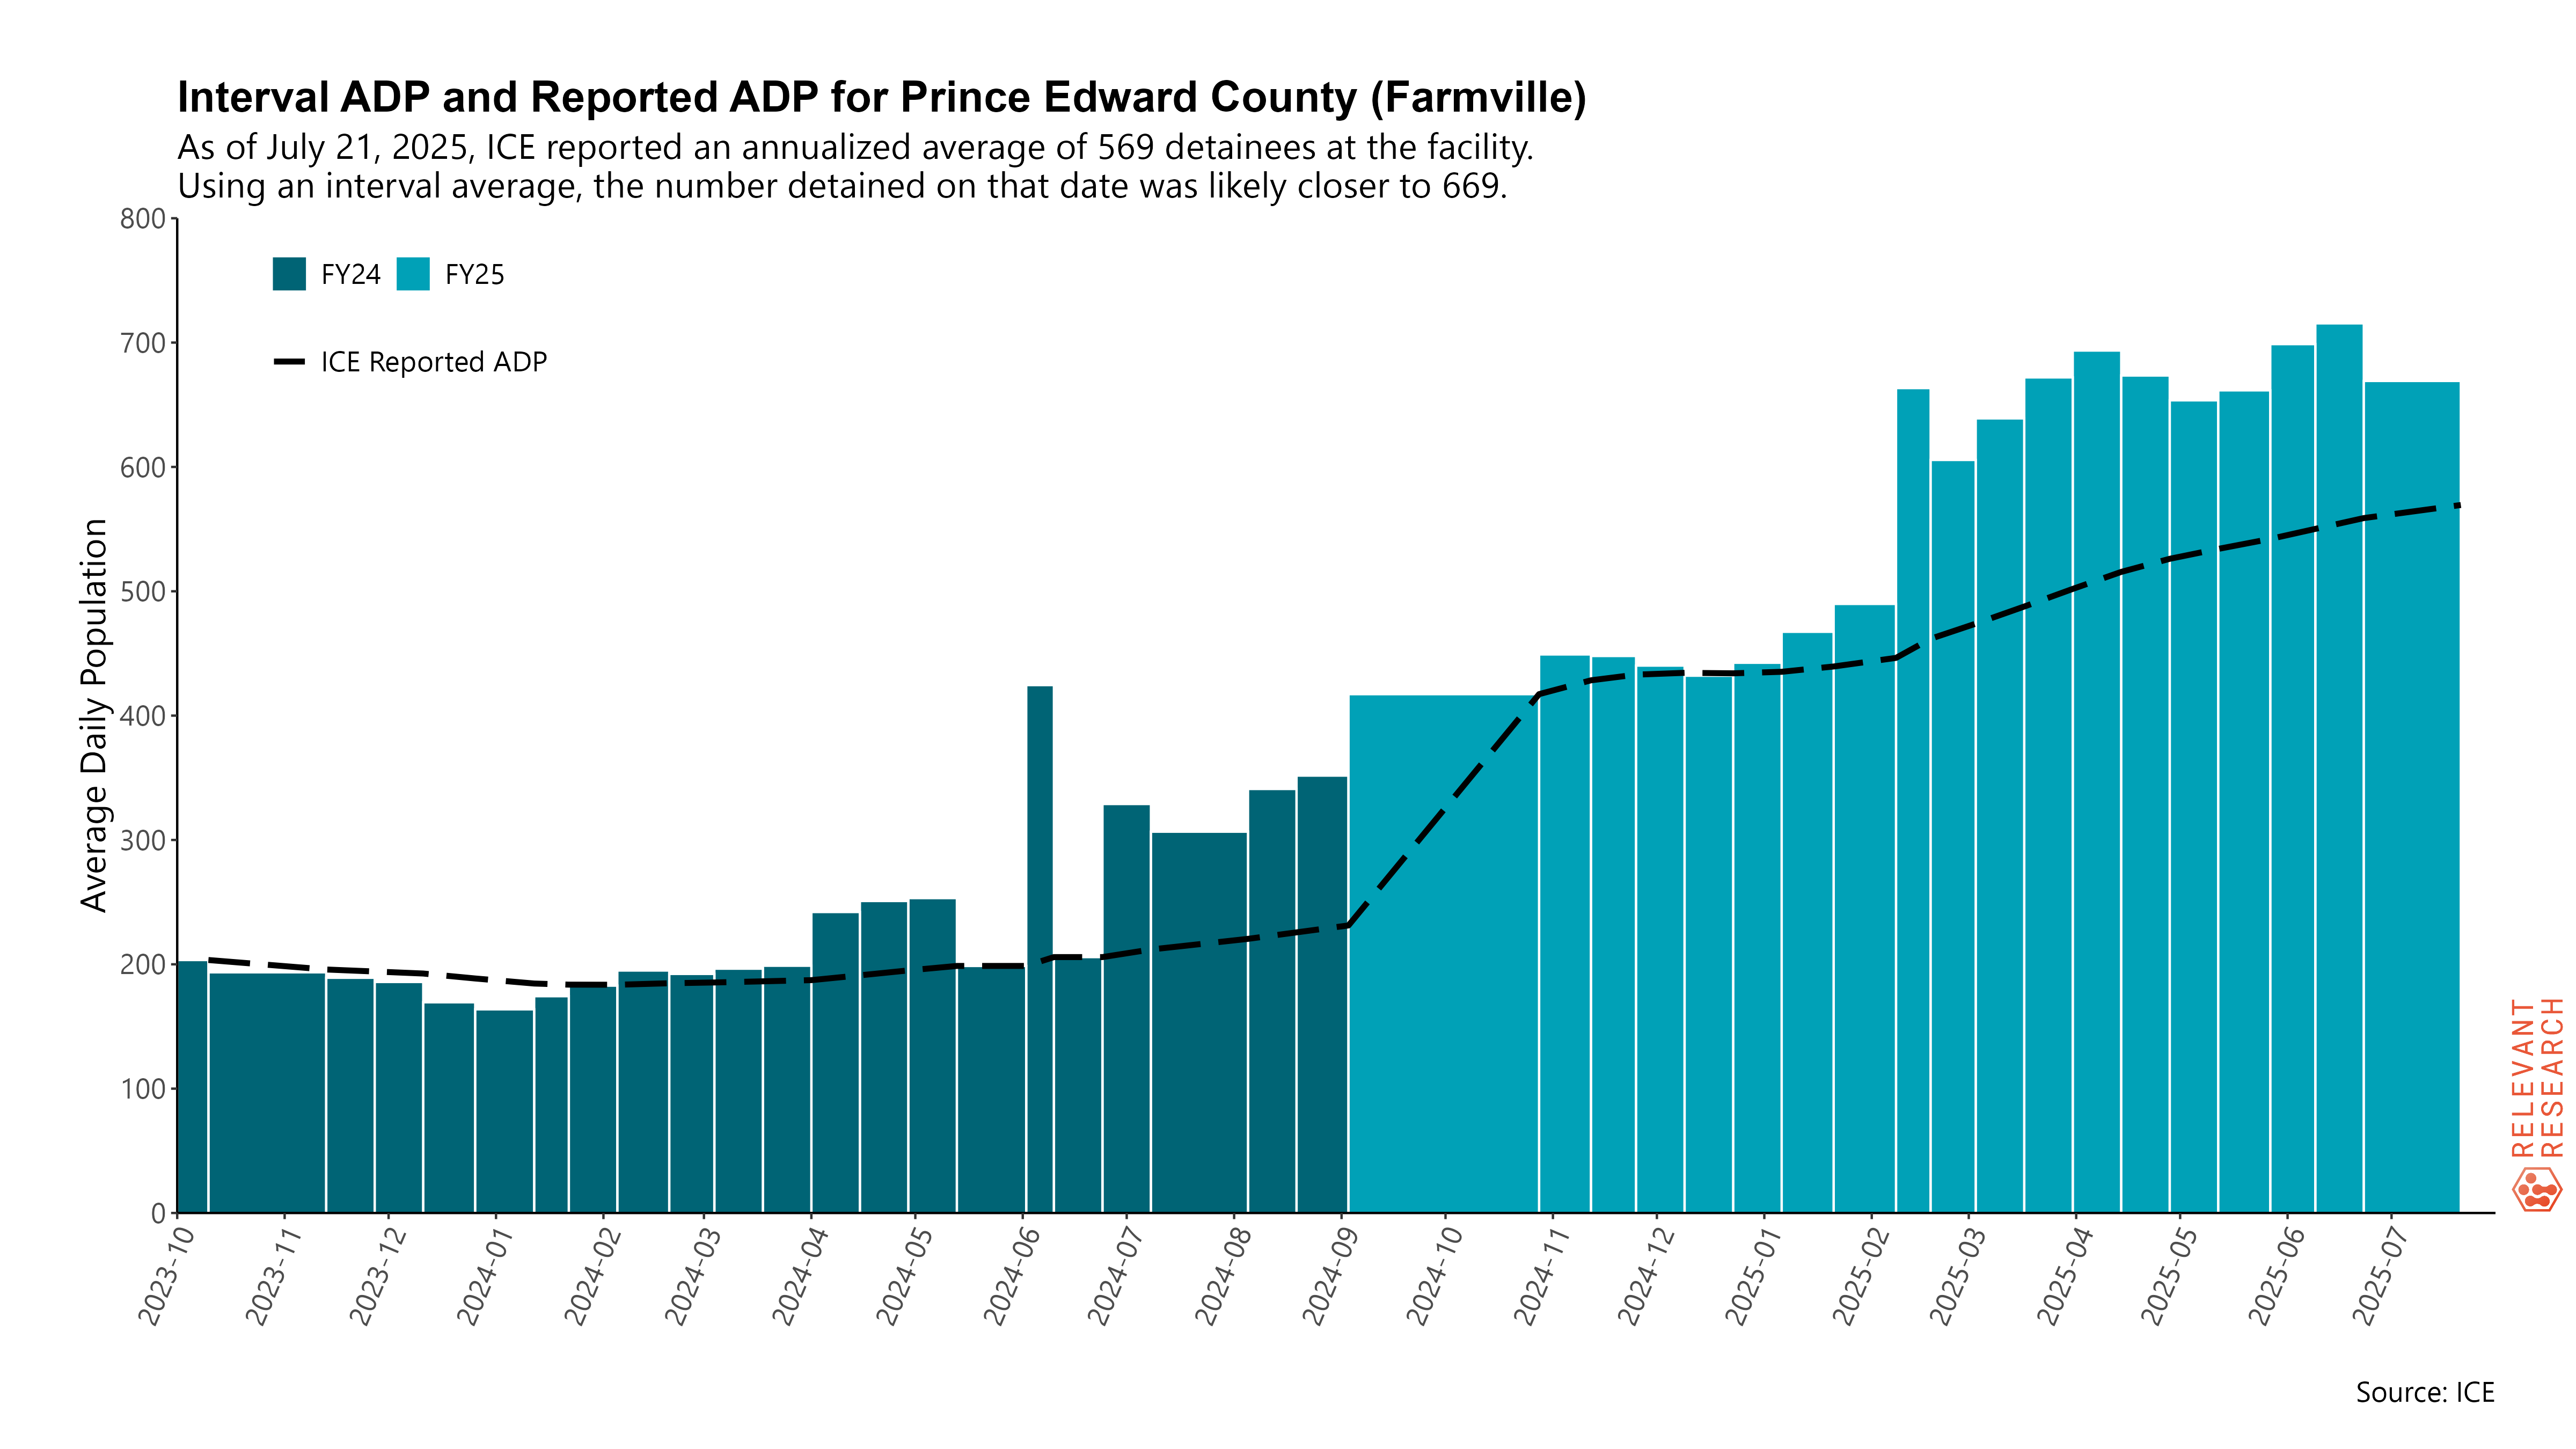 Interval ADP and Reported ADP for Prince Edward County (Farmville)
As of July 21, 2025, ICE reported an annualized average of 569 detainees at the facility.
Using an interval average, the number detained on that date was likely closer to 669.
FY24 FY25
ICE Reported ADP
Average Daily Population
800
700
600
500
400
300
200
100
0
2023-10 2023-11 2023-12 2024-01 2024-02 2024-03 2024-04 2024-05 2024-06 2024-07 2024-08 2024-09 2024-10 2024-11 2024-12 2025-01 2025-02 2025-03 2025-04 2025-05 2025-06 2025-07
RELEVANT
RESEARCH
Source: ICE